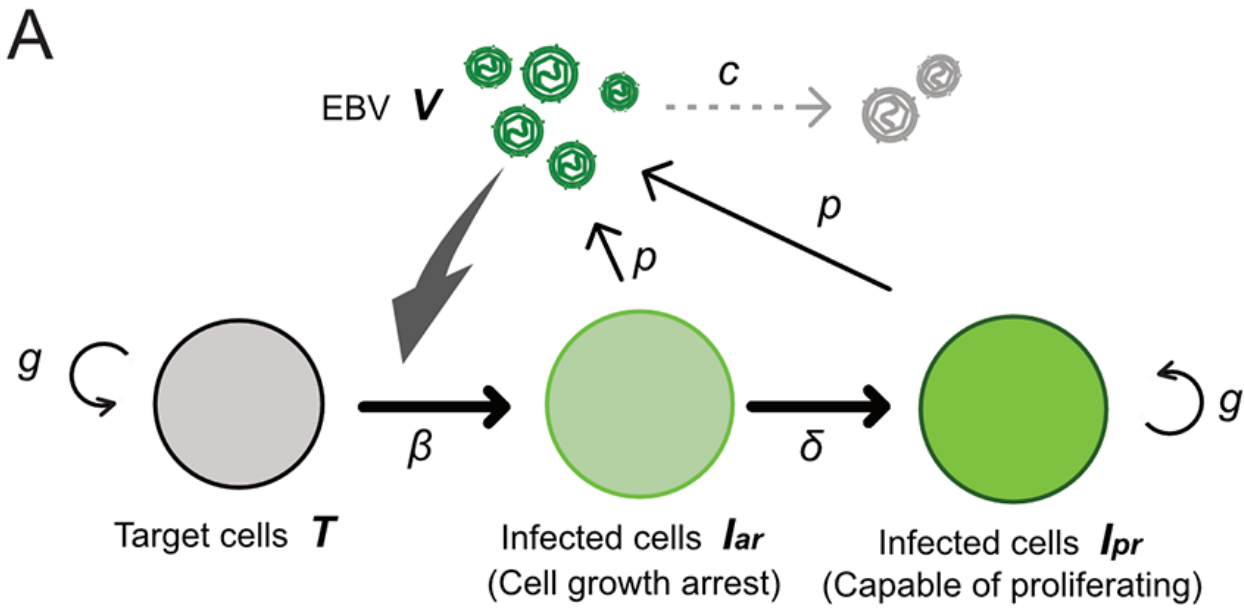 A
EBV V
c
p
p
g
β
δ
g
Target cells T
Infected cells Iar
(Cell growth arrest)
Infected cells Ipr
(Capable of proliferating)